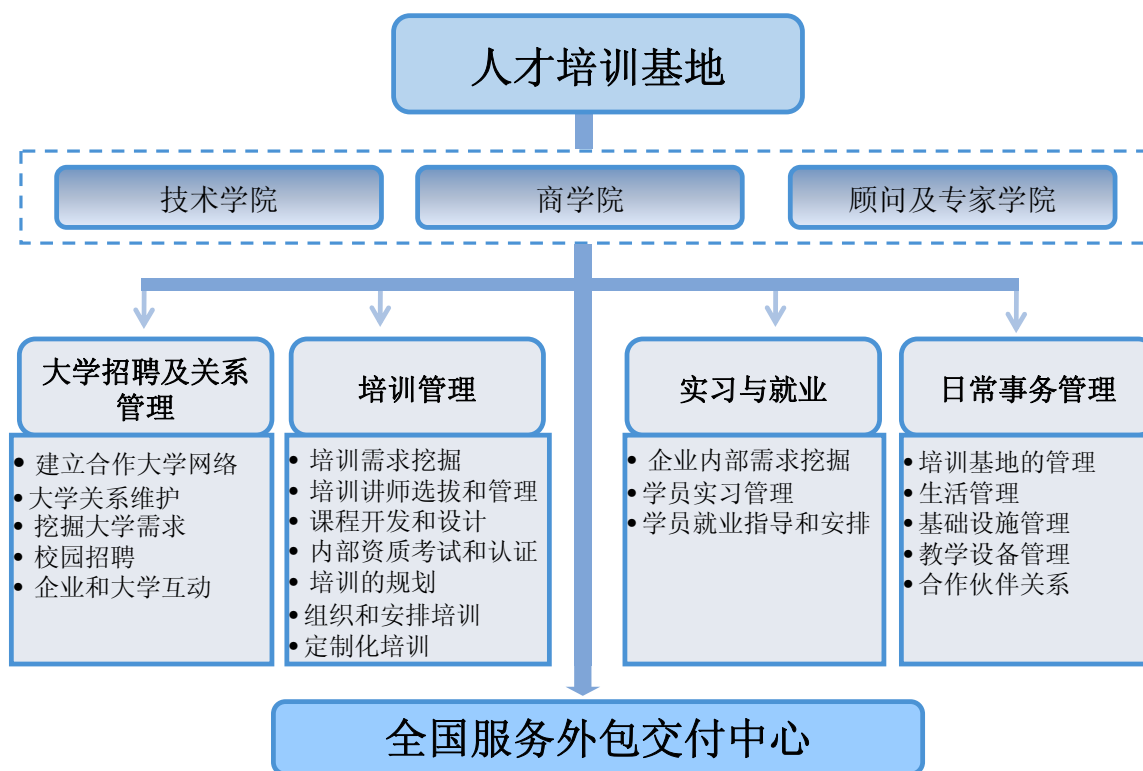 人才培训基地
技术学院
商学院
顾问及专家学院
大学招聘及关系
管理
• 建立合作大学网络
• 大学关系维护
• 挖掘大学需求
• 校园招聘
• 企业和大学互动
培训管理
• 培训需求挖掘
• 培训讲师选拔和管理
• 课程开发和设计
• 内部资质考试和认证
• 培训的规划
• 组织和安排培训
• 定制化培训
实习与就业
• 企业内部需求挖掘
• 学员实习管理
• 学员就业指导和安排
日常事务管理
• 培训基地的管理
• 生活管理
• 基础设施管理
• 教学设备管理
• 合作伙伴关系
全国服务外包交付中心